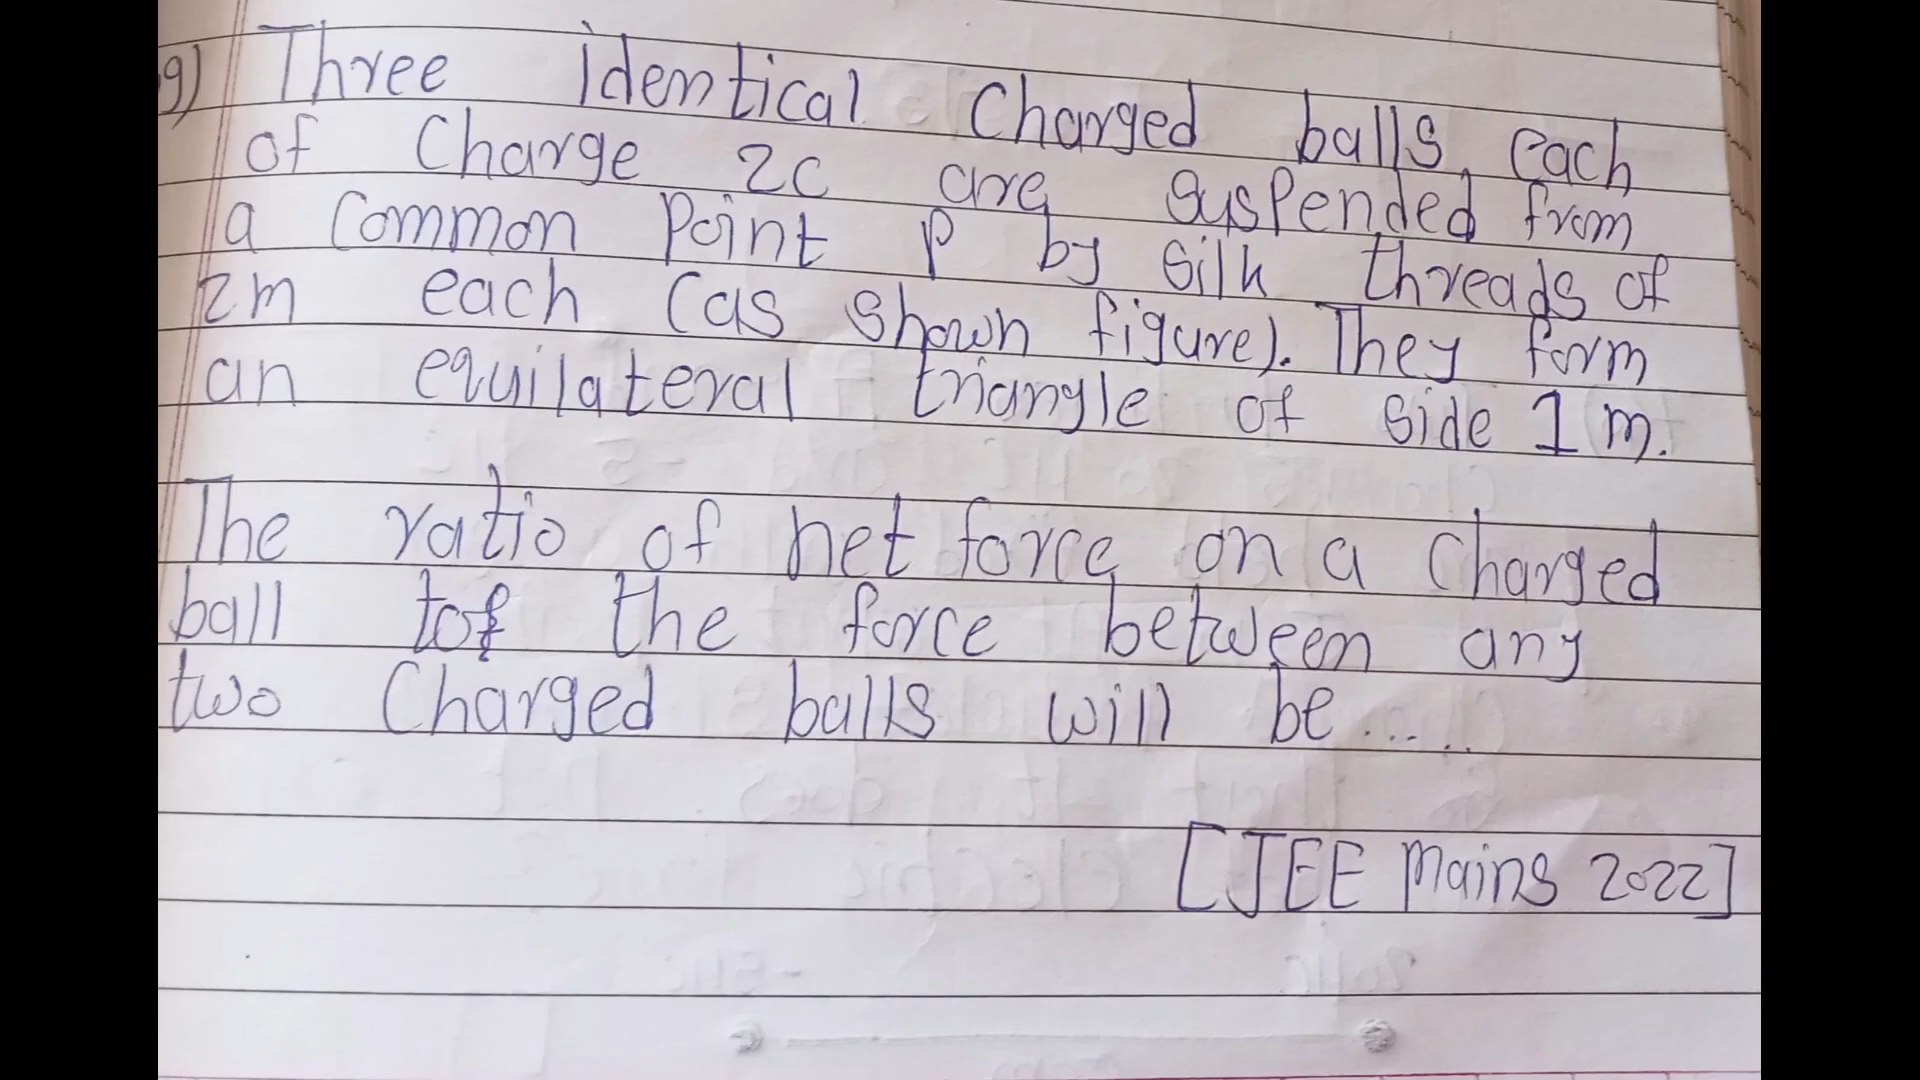 9) Three identical Charged balls each
of Charge 2C are suspended from
a Common Point P by silk threads of
2m each (as shown figure). They form
an equilateral triangle of side 1 m.
The ratio of net force on a Charged
ball to the force between any
two Charged balls will be.....
[JEE Mains 2022]